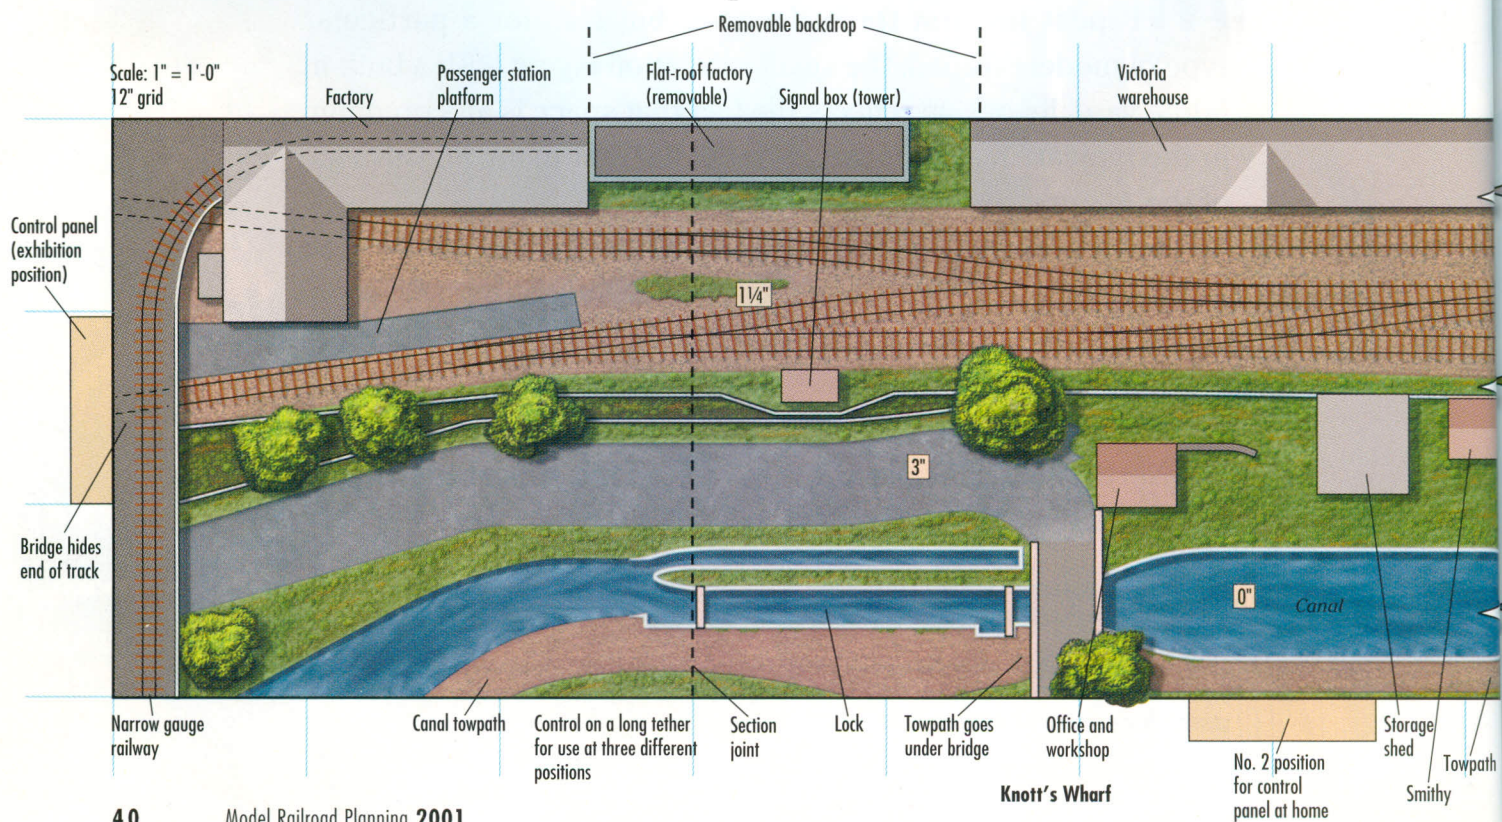 Removable backdrop
Scale: 1" = 1'-0"
12" grid
Factory
Passenger station
platform
Flat-roof factory
(removable)
Signal box (tower)
Victoria
warehouse
Control panel
(exhibition
position)
1¼"
3"
Bridge hides
end of track
0"
Canal
Narrow gauge
railway
Canal towpath
Control on a long tether
for use at three different
positions
Section
joint
Lock
Towpath goes
under bridge
Office and
workshop
No. 2 position
for control
panel at home
Storage
shed
Smithy
Towpath
Knott's Wharf
40 Model Railroad Planning 2001